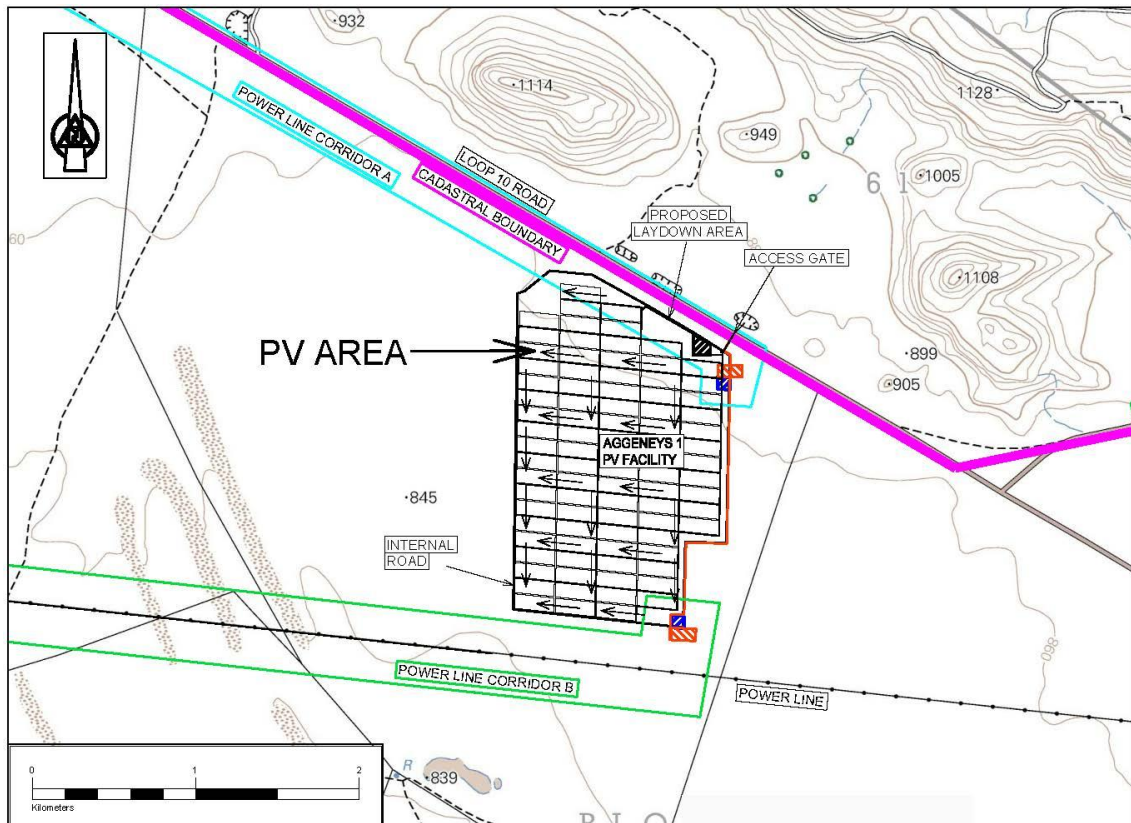 932
1114
1128
POWER LINE CORRIDOR A
949
LOOP 10 ROAD
1005
61
CADASTRAL BOUNDARY
PROPOSED
LAYDOWN AREA
60
ACCESS GATE
1108
PV AREA
899
905
AGGENEYS 1
PV FACILITY
845
INTERNAL
ROAD
860
POWER LINE CORRIDOR B
POWER LINE
0 1 2
Kilometers
R
839